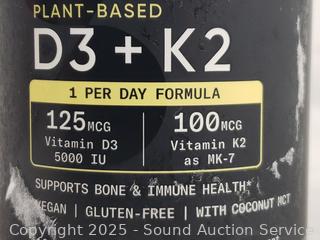 PLANT-BASED
D3 + K2
1 PER DAY FORMULA
125MCG
Vitamin D3
5000 IU
100MCG
Vitamin K2
as MK-7
SUPPORTS BONE & IMMUNE HEALTH*
VEGAN | GLUTEN-FREE | WITH COCONUT MCT
Copyright 2025 - Sound Auction Service